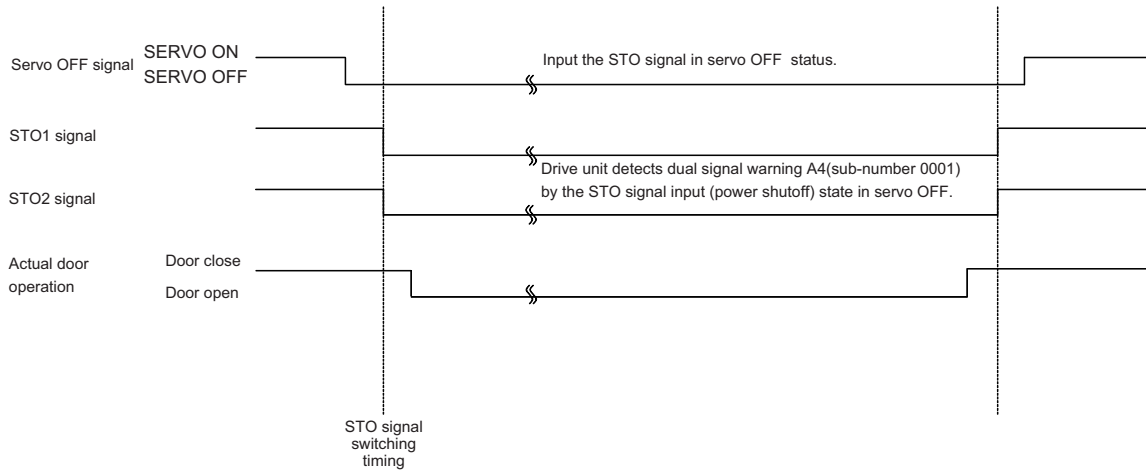 SERVO ON
Servo OFF signal
SERVO OFF
Input the STO signal in servo OFF status.
STO1 signal
Drive unit detects dual signal warning A4(sub-number 0001)
by the STO signal input (power shutoff) state in servo OFF.
STO2 signal
Actual door
operation
Door close
Door open
STO signal
switching
timing